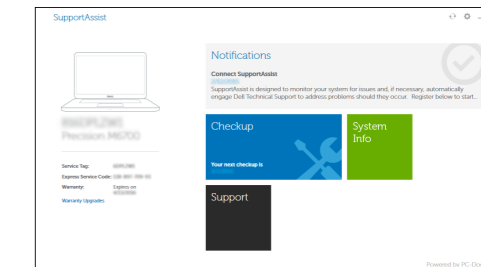 SupportAssist
Notifications
Connect SupportAssist
SupportAssist is designed to monitor your system for issues and, if necessary, automatically
engage Dell Technical Support to address problems should they occur. Register below to start...
Precision M6700
Checkup
System
Info
Service Tag:
Express Service Code:
Warranty: Expires on
Warranty Upgrades
Your next checkup is
Support
Powered by PC-Doc